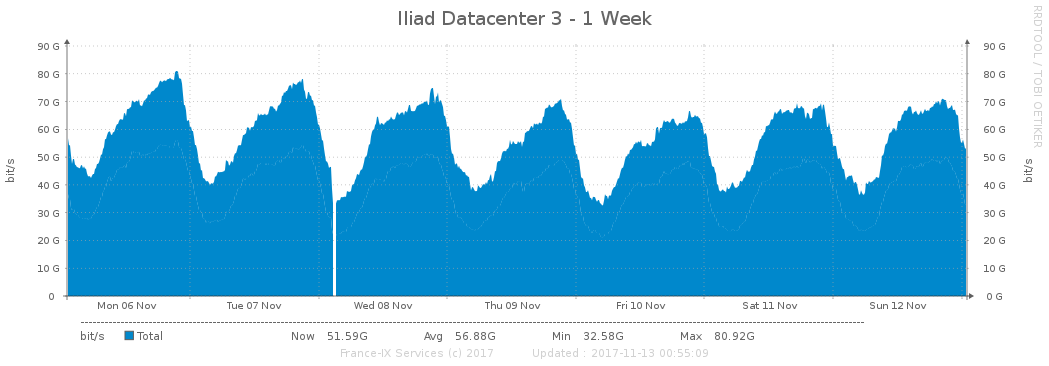 Iliad Datacenter 3 - 1 Week
RRDTOOL / TOBI OETIKER
90 G 90 G
80 G 80 G
70 G 70 G
60 G 60 G
50 G 50 G
40 G 40 G
30 G 30 G
20 G 20 G
10 G 10 G
0 0 G
bit/s bit/s
Mon 06 Nov Tue 07 Nov Wed 08 Nov Thu 09 Nov Fri 10 Nov Sat 11 Nov Sun 12 Nov
bit/s Total Now 51.59G Avg 56.88G Min 32.58G Max 80.92G
France-IX Services (c) 2017 Updated : 2017-11-13 00:55:09